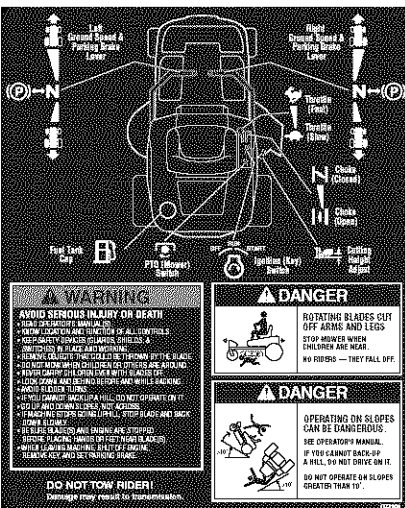 Left
Ground Speed &
Parking Brake
Lever
Right
Ground Speed &
Parking Brake
Lever
(P) N
N (P)
Throttle
(Fast)
Throttle
(Slow)
Choke
(Closed)
Choke
(Open)
Fuel Tank
Cap
PTO (Mower)
Switch
OFF RUN START
Ignition (Key)
Switch
Cutting
Height
Adjust
WARNING
AVOID SERIOUS INJURY OR DEATH
• READ OPERATOR'S MANUAL(S).
• KNOW LOCATION AND FUNCTION OF ALL CONTROLS.
• KEEP SAFETY DEVICES (GUARDS, SHIELDS, &
SWITCHES) IN PLACE AND WORKING.
• REMOVE OBJECTS THAT COULD BE THROWN BY THE BLADE.
• DO NOT MOW WHEN CHILDREN OR OTHERS ARE AROUND.
• NEVER CARRY CHILDREN EVEN WITH BLADES OFF.
• LOOK DOWN AND BEHIND BEFORE AND WHILE BACKING.
• AVOID SUDDEN TURNS.
• IF YOU CANNOT BACK UP A HILL, DO NOT OPERATE ON IT.
• GO UP AND DOWN SLOPES, NOT ACROSS.
• IF MACHINE STOPS GOING UPHILL, STOP BLADE AND BACK
DOWN SLOWLY.
• BE SURE BLADE(S) AND ENGINE ARE STOPPED
BEFORE PLACING HANDS OR FEET NEAR BLADE(S).
• WHEN LEAVING MACHINE, SHUT OFF ENGINE,
REMOVE KEY, AND SET PARKING BRAKE.
DO NOT TOW RIDER!
Damage may result to transmission.
DANGER
ROTATING BLADES CUT
OFF ARMS AND LEGS
STOP MOWER WHEN
CHILDREN ARE NEAR.
NO RIDERS — THEY FALL OFF.
DANGER
OPERATING ON SLOPES
CAN BE DANGEROUS.
SEE OPERATOR'S MANUAL.
IF YOU CANNOT BACK-UP
A HILL, DO NOT DRIVE ON IT.
DO NOT OPERATE ON SLOPES
GREATER THAN 10°.
>10°
>10°